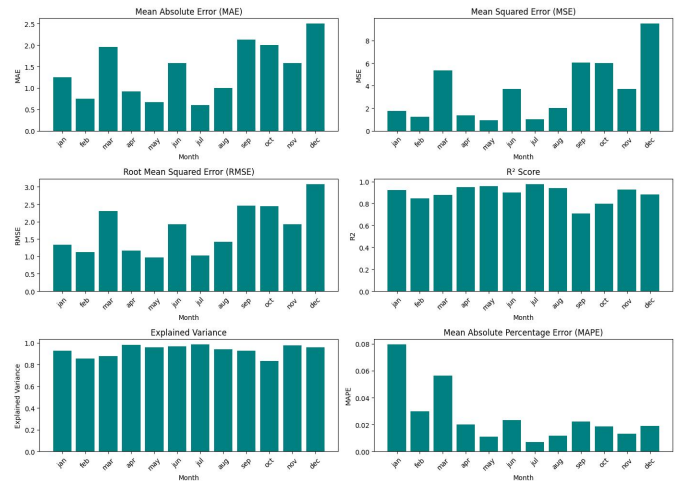 Mean Absolute Error (MAE)
2.5
2.0
1.5
1.0
0.5
0.0
MAE
jan feb mar apr may jun jul aug sep oct nov dec
Month
Mean Squared Error (MSE)
8
6
4
2
0
MSE
jan feb mar apr may jun jul aug sep oct nov dec
Month
Root Mean Squared Error (RMSE)
3.0
2.5
2.0
1.5
1.0
0.5
0.0
RMSE
jan feb mar apr may jun jul aug sep oct nov dec
Month
R² Score
1.0
0.8
0.6
0.4
0.2
0.0
R2
jan feb mar apr may jun jul aug sep oct nov dec
Month
Explained Variance
1.0
0.8
0.6
0.4
0.2
0.0
Explained Variance
jan feb mar apr may jun jul aug sep oct nov dec
Month
Mean Absolute Percentage Error (MAPE)
0.08
0.06
0.04
0.02
0.00
MAPE
jan feb mar apr may jun jul aug sep oct nov dec
Month